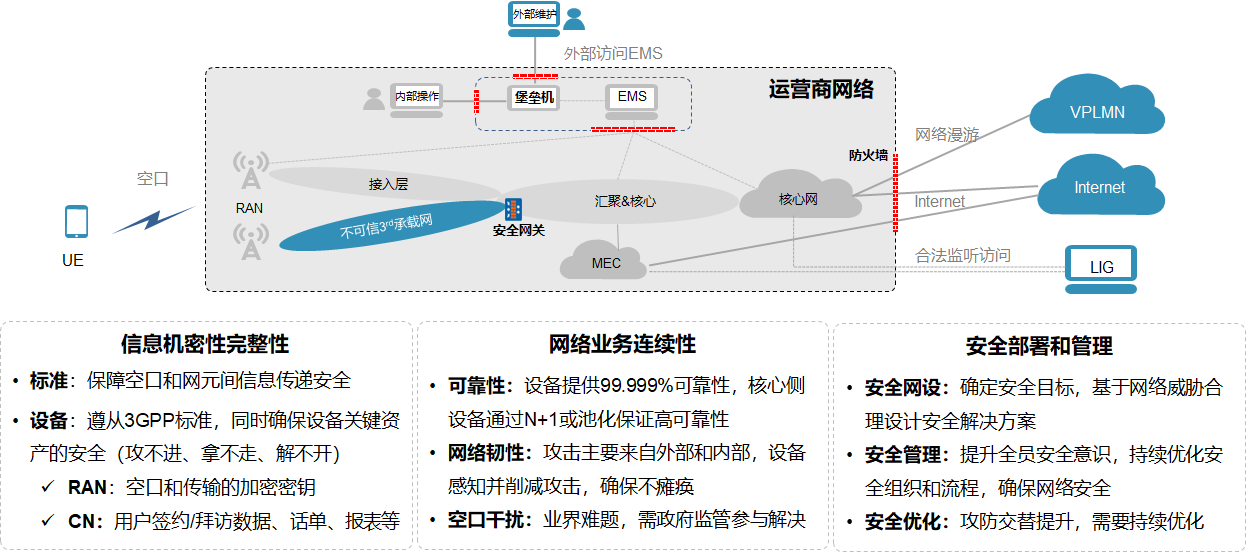 外部维护
外部访问EMS
运营商网络
内部操作
堡垒机
EMS
VPLMN
网络漫游
防火墙
空口
接入层
RAN
汇聚&核心
核心网
Internet
Internet
不可信3rd承载网
安全网关
UE
MEC
合法监听访问
LIG
信息机密性完整性
• 标准：保障空口和网元间信息传递安全
• 设备：遵从3GPP标准，同时确保设备关键资
产的安全（攻不进、拿不走、解不开）
✓ RAN：空口和传输的加密密钥
✓ CN：用户签约/拜访数据、话单、报表等
网络业务连续性
• 可靠性：设备提供99.999%可靠性，核心侧
设备通过N+1或池化保证高可靠性
• 网络韧性：攻击主要来自外部和内部，设备
感知并削减攻击，确保不瘫痪
• 空口干扰：业界难题，需政府监管参与解决
安全部署和管理
• 安全网设：确定安全目标，基于网络威胁合
理设计安全解决方案
• 安全管理：提升全员安全意识，持续优化安
全组织和流程，确保网络安全
• 安全优化：攻防交替提升，需要持续优化